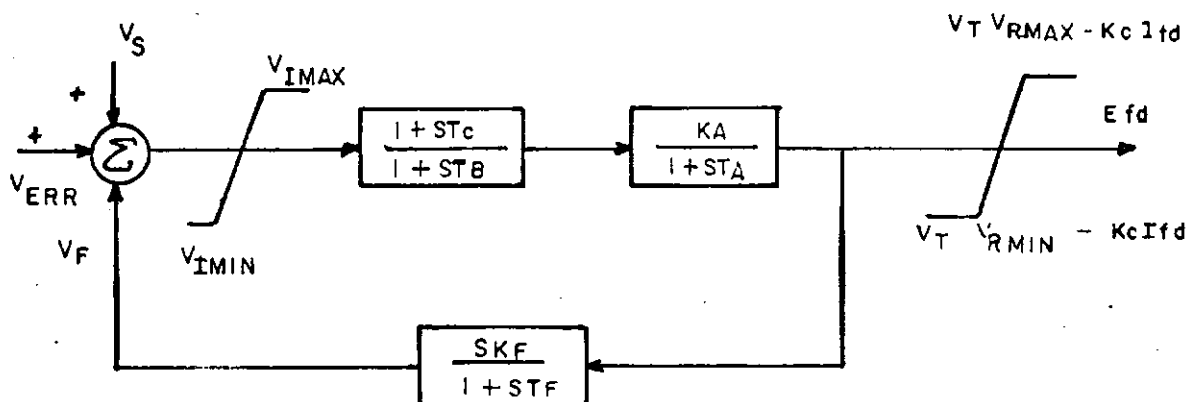 V_S
+
+
V_ERR
V_F
Σ
V_IMAX
V_IMIN
1 + STc
1 + STB
KA
1 + STA
V_T V_RMAX - Kc Ifd
Efd
V_T V_RMIN - KcIfd
SKF
1 + STF